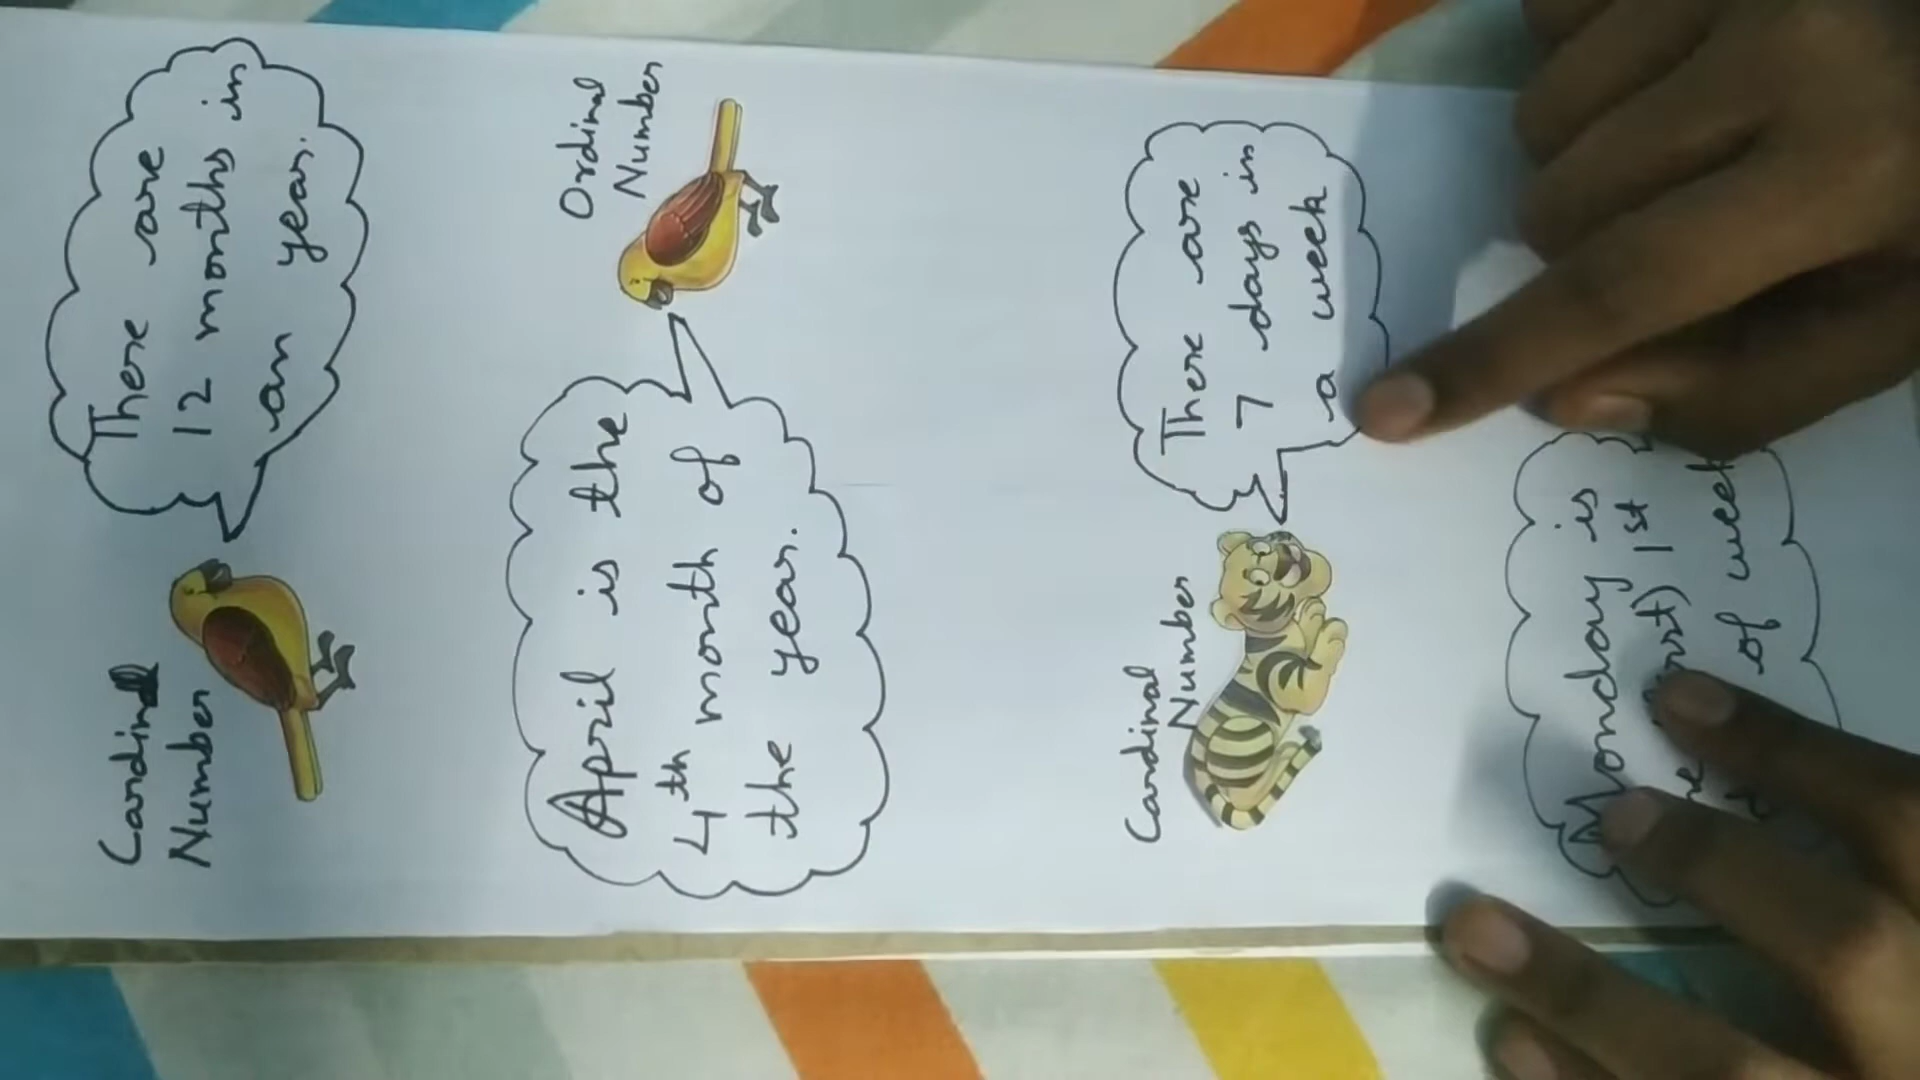 Cardinal
Number
There are
12 months in
an year.
Ordinal
Number
April is the
4th month of
the year.
Cardinal
Number
There are
7 days in
a week
Monday is
1st
of week